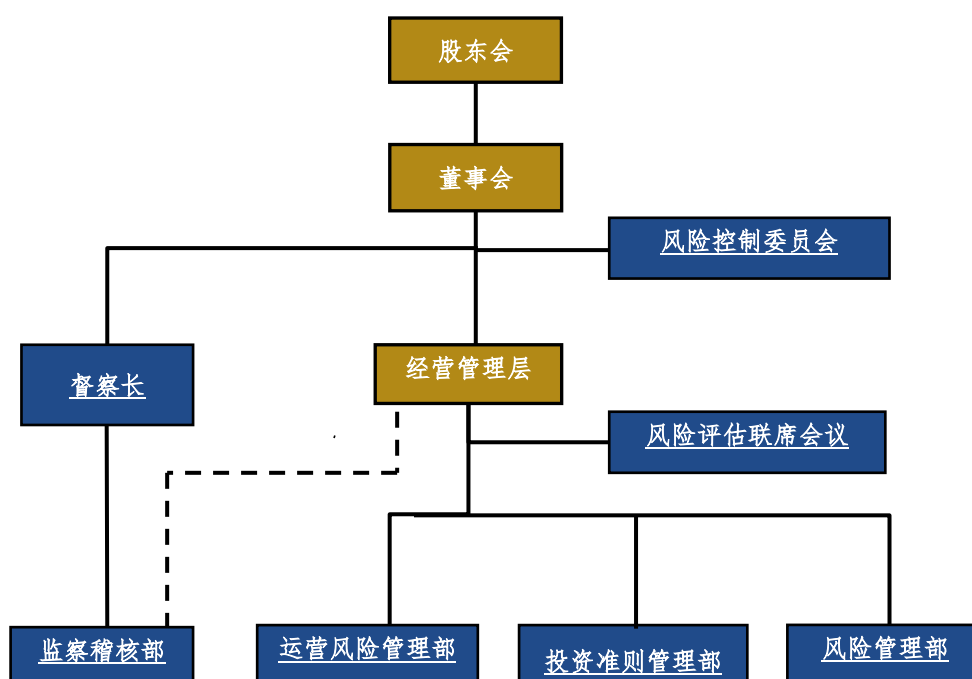 股东会
董事会
风险控制委员会
督察长
经营管理层
风险评估联席会议
监察稽核部
运营风险管理部
投资准则管理部
风险管理部